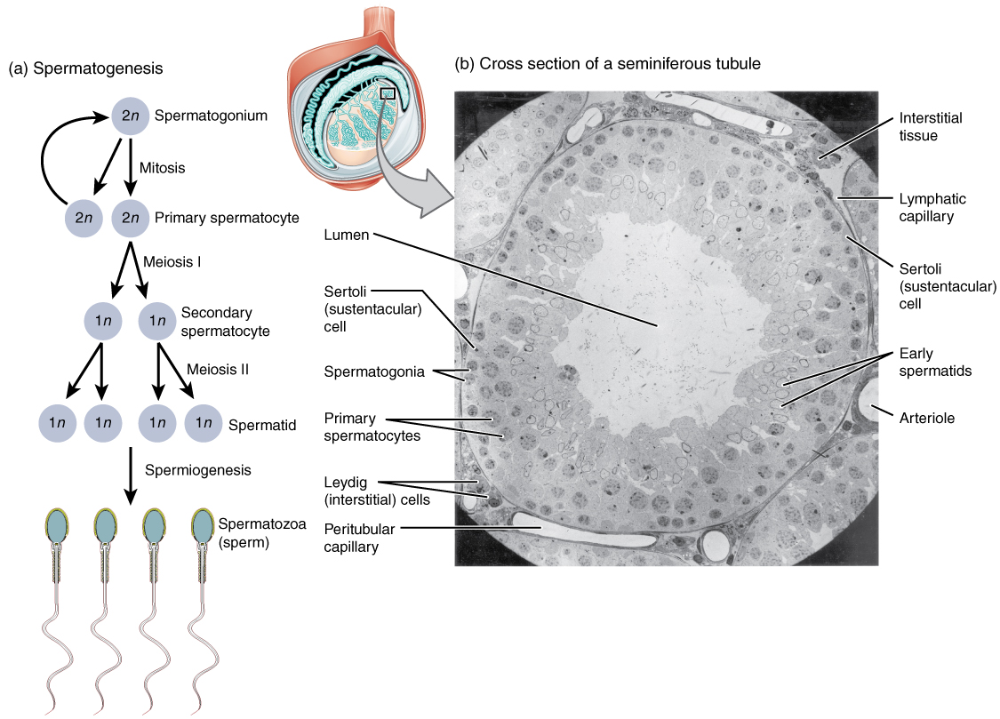 (a) Spermatogenesis
2n
Spermatogonium
Mitosis
2n
2n
Primary spermatocyte
Meiosis I
1n
1n
Secondary
spermatocyte
Meiosis II
1n
1n
1n
1n
Spermatid
Spermiogenesis
Spermatozoa
(sperm)
(b) Cross section of a seminiferous tubule
Lumen
Sertoli
(sustentacular)
cell
Spermatogonia
Primary
spermatocytes
Leydig
(interstitial) cells
Peritubular
capillary
Interstitial
tissue
Lymphatic
capillary
Sertoli
(sustentacular)
cell
Early
spermatids
Arteriole